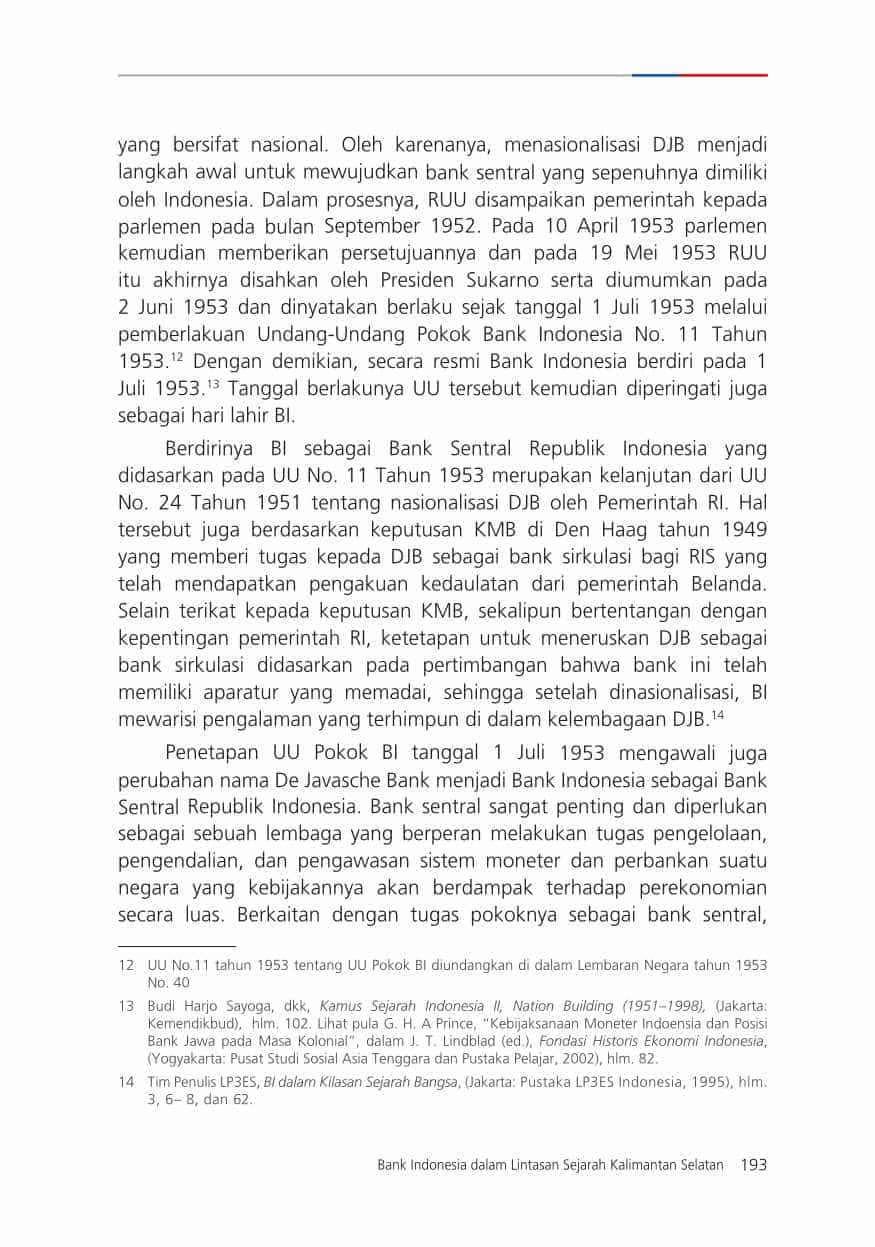 yang bersifat nasional. Oleh karenanya, menasionalisasi DJB menjadi
langkah awal untuk mewujudkan bank sentral yang sepenuhnya dimiliki
oleh Indonesia. Dalam prosesnya, RUU disampaikan pemerintah kepada
parlemen pada bulan September 1952. Pada 10 April 1953 parlemen
kemudian memberikan persetujuannya dan pada 19 Mei 1953 RUU
itu akhirnya disahkan oleh Presiden Sukarno serta diumumkan pada
2 Juni 1953 dan dinyatakan berlaku sejak tanggal 1 Juli 1953 melalui
pemberlakuan Undang-Undang Pokok Bank Indonesia No. 11 Tahun
1953.¹² Dengan demikian, secara resmi Bank Indonesia berdiri pada 1
Juli 1953.¹³ Tanggal berlakunya UU tersebut kemudian diperingati juga
sebagai hari lahir BI.
Berdirinya BI sebagai Bank Sentral Republik Indonesia yang
didasarkan pada UU No. 11 Tahun 1953 merupakan kelanjutan dari UU
No. 24 Tahun 1951 tentang nasionalisasi DJB oleh Pemerintah RI. Hal
tersebut juga berdasarkan keputusan KMB di Den Haag tahun 1949
yang memberi tugas kepada DJB sebagai bank sirkulasi bagi RIS yang
telah mendapatkan pengakuan kedaulatan dari pemerintah Belanda.
Selain terikat kepada keputusan KMB, sekalipun bertentangan dengan
kepentingan pemerintah RI, ketetapan untuk meneruskan DJB sebagai
bank sirkulasi didasarkan pada pertimbangan bahwa bank ini telah
memiliki aparatur yang memadai, sehingga setelah dinasionalisasi, BI
mewarisi pengalaman yang terhimpun di dalam kelembagaan DJB.¹⁴
Penetapan UU Pokok BI tanggal 1 Juli 1953 mengawali juga
perubahan nama De Javasche Bank menjadi Bank Indonesia sebagai Bank
Sentral Republik Indonesia. Bank sentral sangat penting dan diperlukan
sebagai sebuah lembaga yang berperan melakukan tugas pengelolaan,
pengendalian, dan pengawasan sistem moneter dan perbankan suatu
negara yang kebijakannya akan berdampak terhadap perekonomian
secara luas. Berkaitan dengan tugas pokoknya sebagai bank sentral,
12 UU No.11 tahun 1953 tentang UU Pokok BI diundangkan di dalam Lembaran Negara tahun 1953
No. 40
13 Budi Harjo Sayoga, dkk, Kamus Sejarah Indonesia II, Nation Building (1951–1998), (Jakarta:
Kemendikbud), hlm. 102. Lihat pula G. H. A Prince, “Kebijaksanaan Moneter Indoensia dan Posisi
Bank Jawa pada Masa Kolonial”, dalam J. T. Lindblad (ed.), Fondasi Historis Ekonomi Indonesia,
(Yogyakarta: Pusat Studi Sosial Asia Tenggara dan Pustaka Pelajar, 2002), hlm. 82.
14 Tim Penulis LP3ES, BI dalam Kilasan Sejarah Bangsa, (Jakarta: Pustaka LP3ES Indonesia, 1995), hlm.
3, 6– 8, dan 62.
Bank Indonesia dalam Lintasan Sejarah Kalimantan Selatan 193